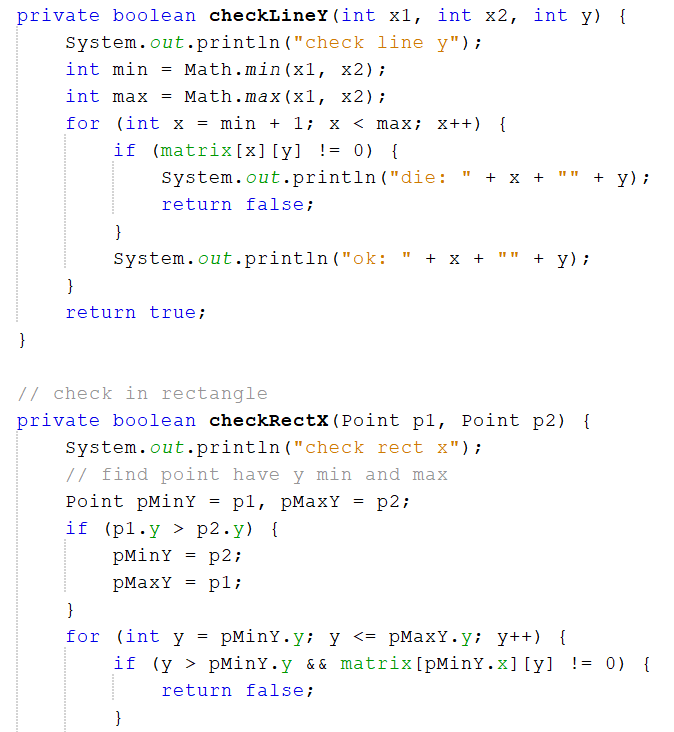 private boolean checkLineY(int x1, int x2, int y) {
    System.out.println("check line y");
    int min = Math.min(x1, x2);
    int max = Math.max(x1, x2);
    for (int x = min + 1; x < max; x++) {
        if (matrix[x][y] != 0) {
            System.out.println("die: " + x + "" + y);
            return false;
        }
        System.out.println("ok: " + x + "" + y);
    }
    return true;
}

// check in rectangle
private boolean checkRectX(Point p1, Point p2) {
    System.out.println("check rect x");
    // find point have y min and max
    Point pMinY = p1, pMaxY = p2;
    if (p1.y > p2.y) {
        pMinY = p2;
        pMaxY = p1;
    }
    for (int y = pMinY.y; y <= pMaxY.y; y++) {
        if (y > pMinY.y && matrix[pMinY.x][y] != 0) {
            return false;
        }